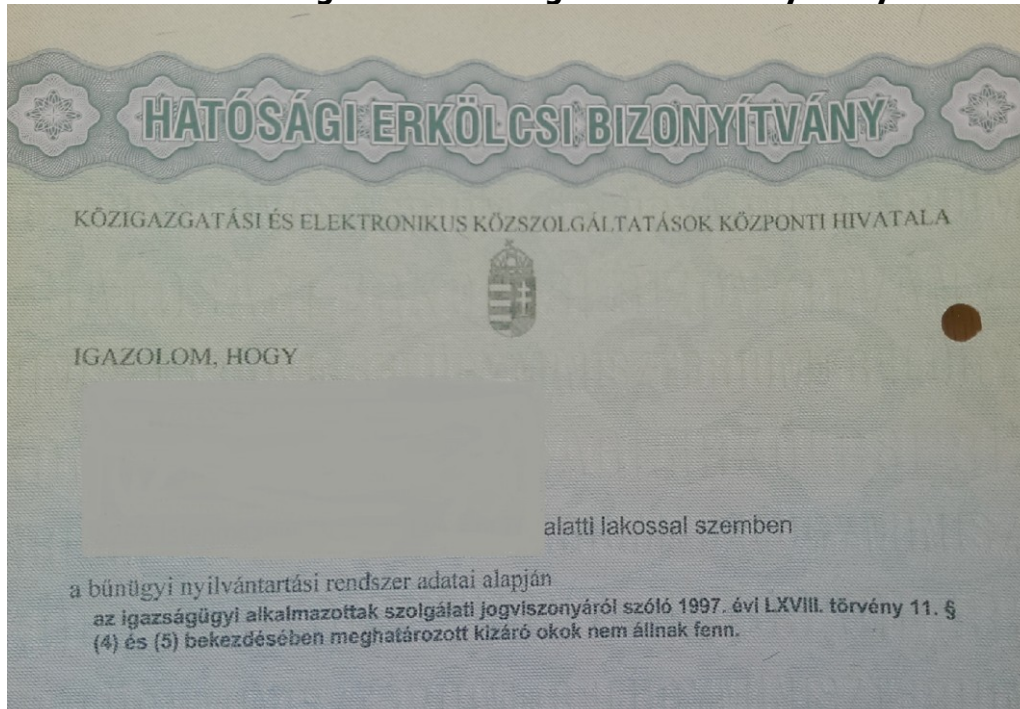 HATÓSÁGI ERKÖLCSI BIZONYÍTVÁNY
KÖZIGAZGATÁSI ÉS ELEKTRONIKUS KÖZSZOLGÁLTATÁSOK KÖZPONTI HIVATALA
IGAZOLOM, HOGY
alatti lakossal szemben
a bűnügyi nyilvántartási rendszer adatai alapján
az igazságügyi alkalmazottak szolgálati jogviszonyáról szóló 1997. évi LXVIII. törvény 11. §
(4) és (5) bekezdésében meghatározott kizáró okok nem állnak fenn.